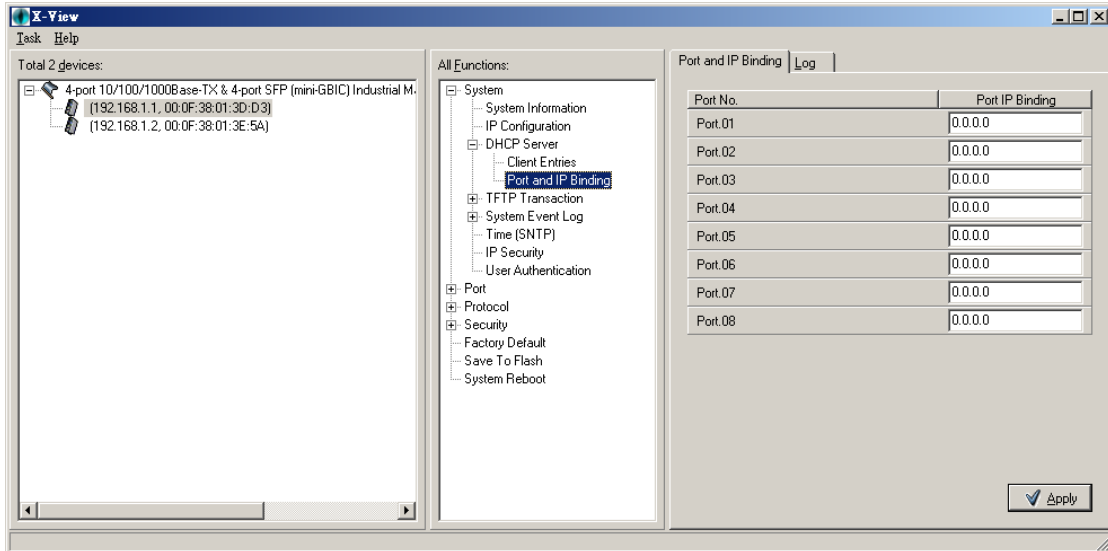 X-View
Task Help
Total 2 devices:
4-port 10/100/1000Base-TX & 4-port SFP (mini-GBIC) Industrial M
(192.168.1.1, 00:0F:38:01:3D:D3)
(192.168.1.2, 00:0F:38:01:3E:5A)
All Functions:
System
System Information
IP Configuration
DHCP Server
Client Entries
Port and IP Binding
TFTP Transaction
System Event Log
Time (SNTP)
IP Security
User Authentication
Port
Protocol
Security
Factory Default
Save To Flash
System Reboot
Port and IP Binding Log
Port No. Port IP Binding
Port.01 0.0.0.0
Port.02 0.0.0.0
Port.03 0.0.0.0
Port.04 0.0.0.0
Port.05 0.0.0.0
Port.06 0.0.0.0
Port.07 0.0.0.0
Port.08 0.0.0.0
Apply